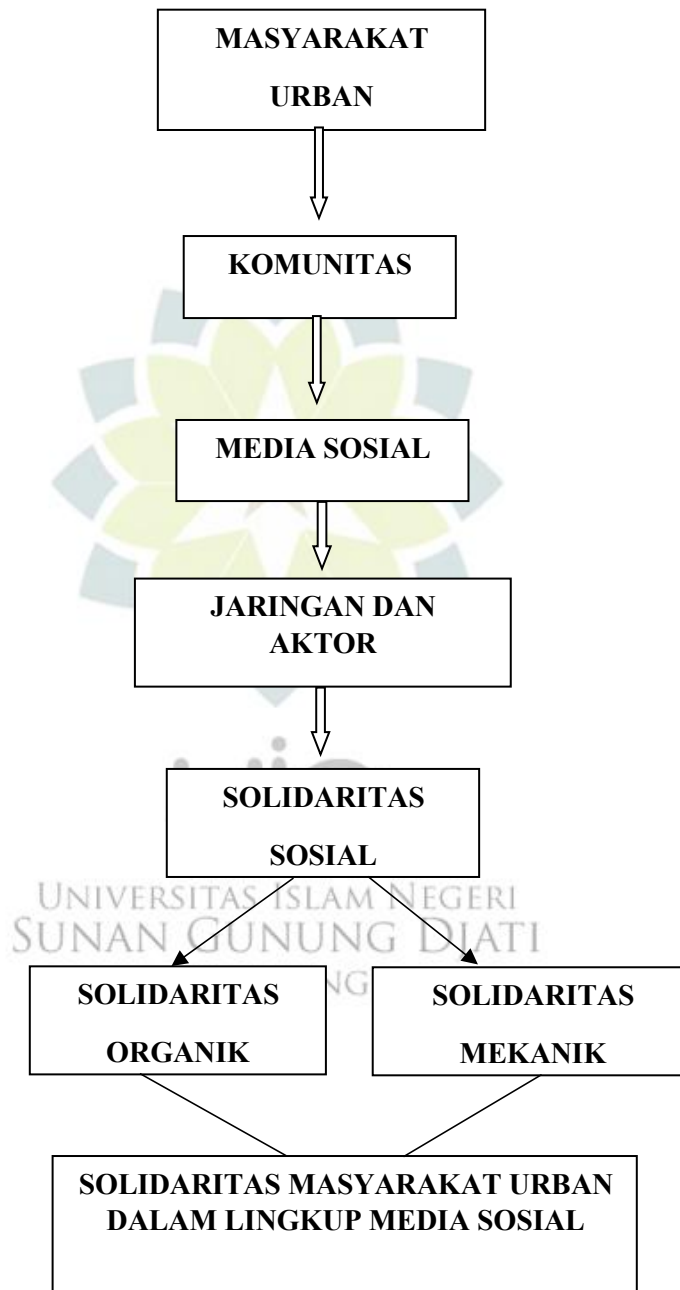 MASYARAKAT
URBAN
KOMUNITAS
MEDIA SOSIAL
JARINGAN DAN
AKTOR
SOLIDARITAS
SOSIAL
UNIVERSITAS ISLAM NEGERI
SUNAN GUNUNG DJATI
SOLIDARITAS
ORGANIK
SOLIDARITAS
MEKANIK
SOLIDARITAS MASYARAKAT URBAN
DALAM LINGKUP MEDIA SOSIAL